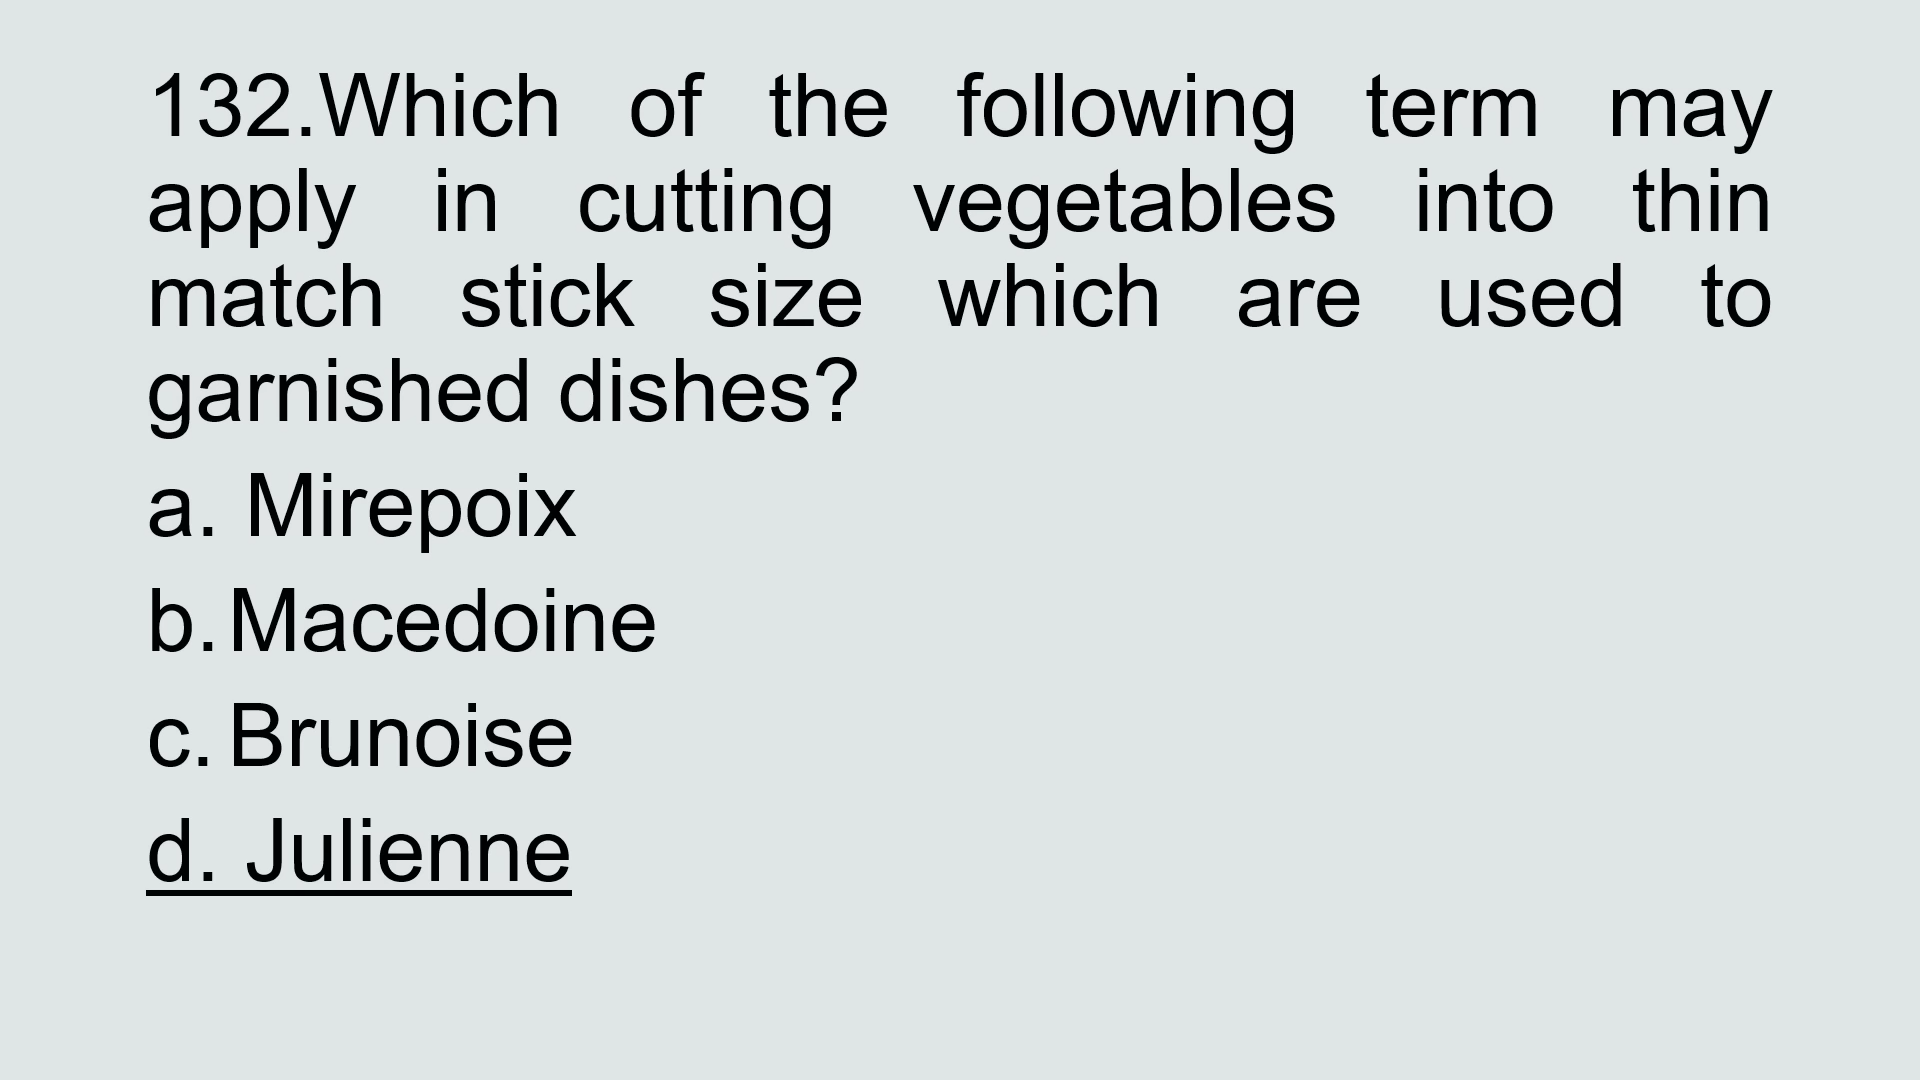 132.Which of the following term may
apply in cutting vegetables into thin
match stick size which are used to
garnished dishes?
a. Mirepoix
b. Macedoine
c. Brunoise
d. Julienne